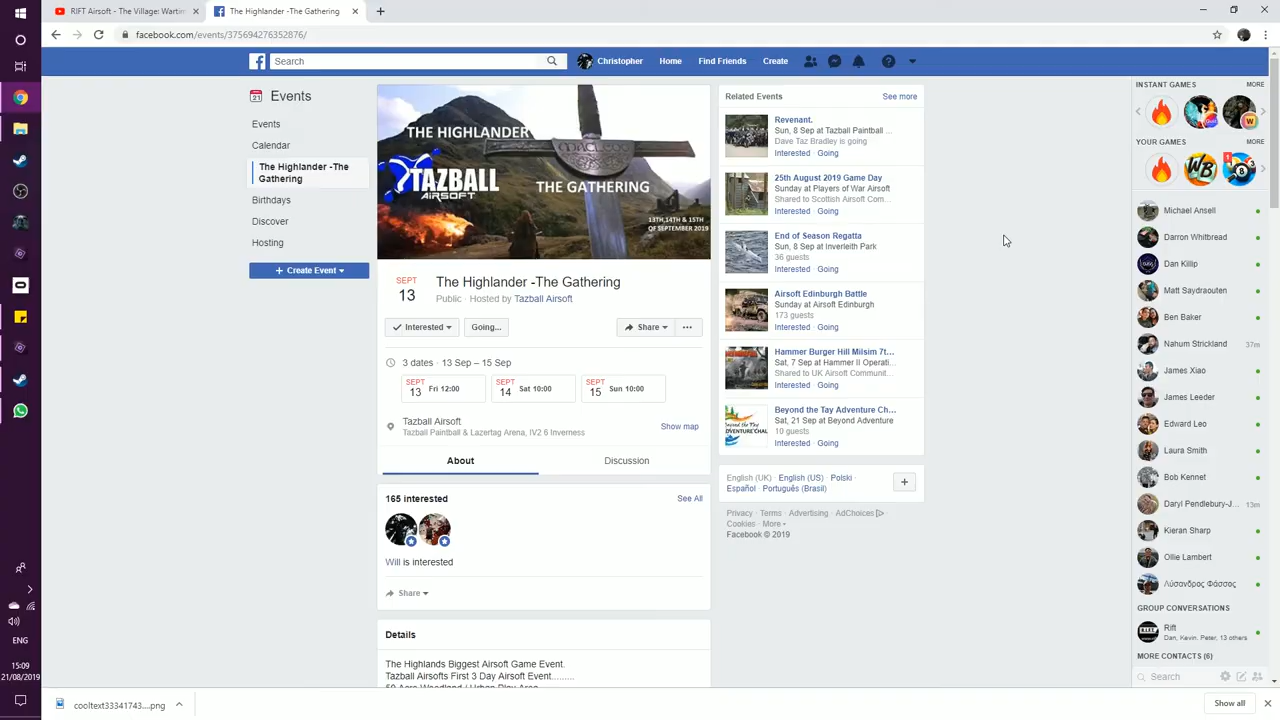 RIFT Airsoft - The Village: Wartim
The Highlander -The Gathering
facebook.com/events/375694276352876/
Search
Christopher
Home
Find Friends
Create
Events
Events
Calendar
The Highlander -The
Gathering
Birthdays
Discover
Hosting
+ Create Event
THE HIGHLANDER
MACLEOD
TAZBALL
AIRSOFT
THE GATHERING
13TH,14TH & 15TH
OF SEPTEMBER 2019
SEPT
13
The Highlander -The Gathering
Public · Hosted by Tazball Airsoft
Interested
Going...
Share
3 dates · 13 Sep – 15 Sep
SEPT 13 Fri 12:00
SEPT 14 Sat 10:00
SEPT 15 Sun 10:00
Tazball Airsoft
Tazball Paintball & Lazertag Arena, IV2 6 Inverness
Show map
About
Discussion
165 interested
See All
Will is interested
Share
Details
The Highlands Biggest Airsoft Game Event.
Tazball Airsofts First 3 Day Airsoft Event.........
50 Acre Woodland / Urban Play Area
Related Events
See more
Revenant.
Sun, 8 Sep at Tazball Paintball ...
Dave Taz Bradley is going
Interested · Going
25th August 2019 Game Day
Sunday at Players of War Airsoft
Shared to Scottish Airsoft Com...
Interested · Going
End of Season Regatta
Sun, 8 Sep at Inverleith Park
36 guests
Interested · Going
Airsoft Edinburgh Battle
Sunday at Airsoft Edinburgh
173 guests
Interested · Going
Hammer Burger Hill Milsim 7t...
Sat, 7 Sep at Hammer II Operati...
Shared to UK Airsoft Communit...
Interested · Going
Beyond the Tay Adventure Ch...
Sat, 21 Sep at Beyond Adventure
10 guests
Interested · Going
English (UK) · English (US) · Polski ·
Español · Português (Brasil)
Privacy · Terms · Advertising · AdChoices ·
Cookies · More
Facebook © 2019
INSTANT GAMES
MORE
YOUR GAMES
MORE
Michael Ansell
Darron Whitbread
Dan Killip
Matt Saydraouten
Ben Baker
Nahum Strickland 37m
James Xiao
James Leeder
Edward Leo
Laura Smith
Bob Kennet
Daryl Pendlebury-J... 13m
Kieran Sharp
Ollie Lambert
Λύσανδρος Φάσσος
GROUP CONVERSATIONS
Rift
Dan, Kevin, Peter, 13 others
MORE CONTACTS (6)
Search
ENG
15:09
21/08/2019
cooltext33341743....png
Show all